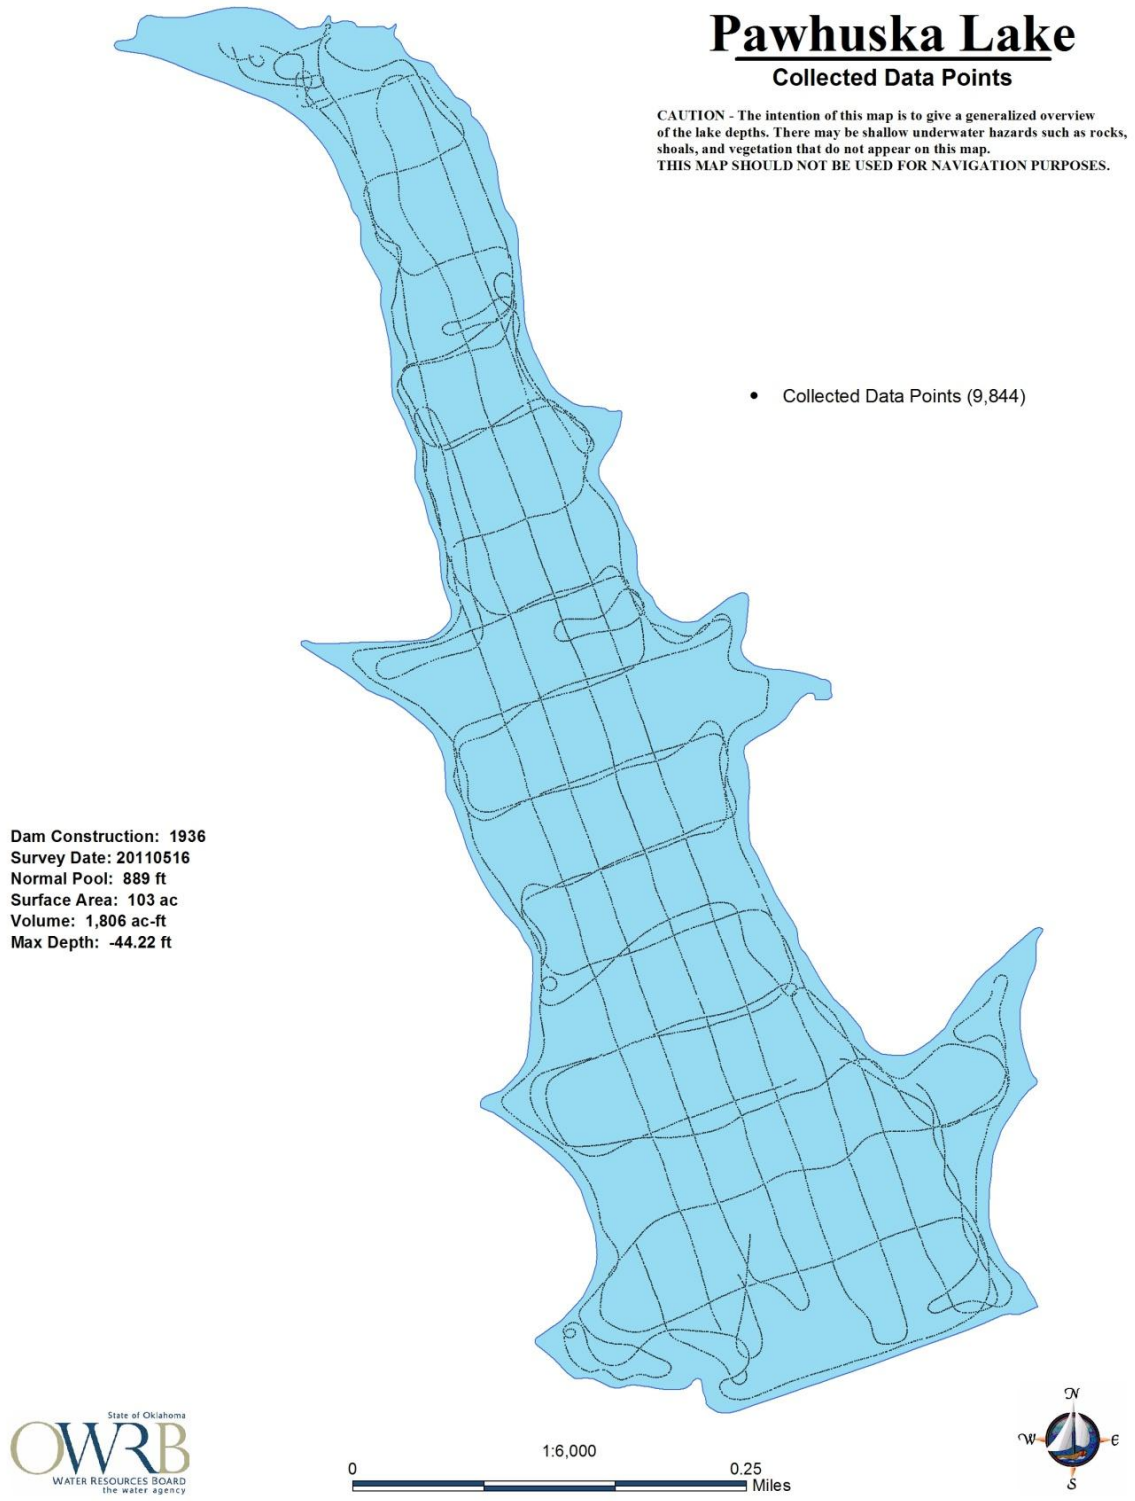 Pawhuska Lake
Collected Data Points
CAUTION - The intention of this map is to give a generalized overview
of the lake depths. There may be shallow underwater hazards such as rocks,
shoals, and vegetation that do not appear on this map.
THIS MAP SHOULD NOT BE USED FOR NAVIGATION PURPOSES.
• Collected Data Points (9,844)
Dam Construction: 1936
Survey Date: 20110516
Normal Pool: 889 ft
Surface Area: 103 ac
Volume: 1,806 ac-ft
Max Depth: -44.22 ft
State of Oklahoma
OWRB
WATER RESOURCES BOARD
the water agency
1:6,000
0 0.25
Miles
N
W E
S